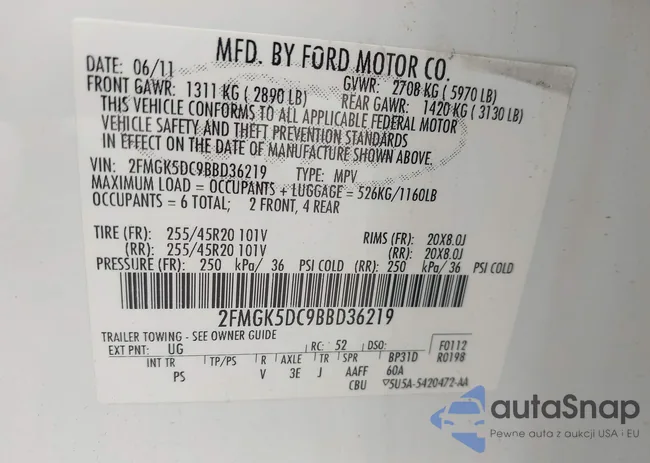 MFD. BY FORD MOTOR CO.
DATE: 06/11
GVWR: 2708 KG ( 5970 LB)
FRONT GAWR: 1311 KG ( 2890 LB)
REAR GAWR: 1420 KG ( 3130 LB)
THIS VEHICLE CONFORMS TO ALL APPLICABLE FEDERAL MOTOR
VEHICLE SAFETY AND THEFT PREVENTION STANDARDS
IN EFFECT ON THE DATE OF MANUFACTURE SHOWN ABOVE.
VIN: 2FMGK5DC9BBD36219 TYPE: MPV
MAXIMUM LOAD = OCCUPANTS + LUGGAGE = 526KG/1160LB
OCCUPANTS = 6 TOTAL; 2 FRONT, 4 REAR
TIRE (FR): 255/45R20 101V RIMS (FR): 20X8.0J
(RR): 255/45R20 101V (RR): 20X8.0J
PRESSURE (FR): 250 kPa/ 36 PSI COLD (RR): 250 kPa/ 36 PSI COLD
2FMGK5DC9BBD36219
TRAILER TOWING - SEE OWNER GUIDE
EXT PNT: UG RC: 52 DSO: F0112
INT TR TP/PS R AXLE TR SPR BP31D R0198
PS V 3E J AAFF 60A
CBU 5U5A-5420472-AA
autaSnap
Pewne auta z aukcji USA i EU